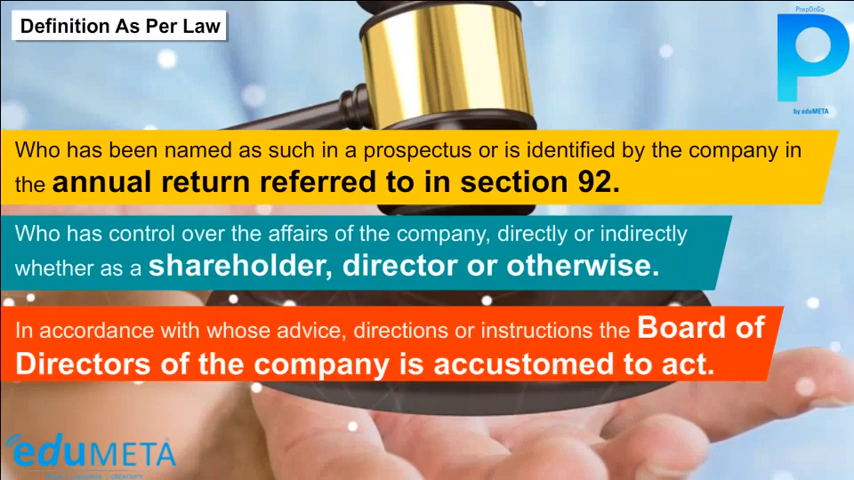 Definition As Per Law
PrepOnGo
P
by eduMETA
Who has been named as such in a prospectus or is identified by the company in
the annual return referred to in section 92.
Who has control over the affairs of the company, directly or indirectly
whether as a shareholder, director or otherwise.
In accordance with whose advice, directions or instructions the Board of
Directors of the company is accustomed to act.
eduMETA